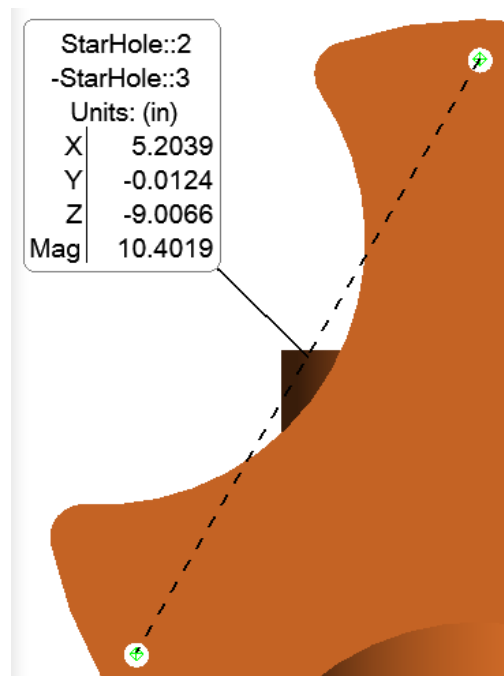 StarHole::2
-StarHole::3
Units: (in)
X 5.2039
Y -0.0124
Z -9.0066
Mag 10.4019